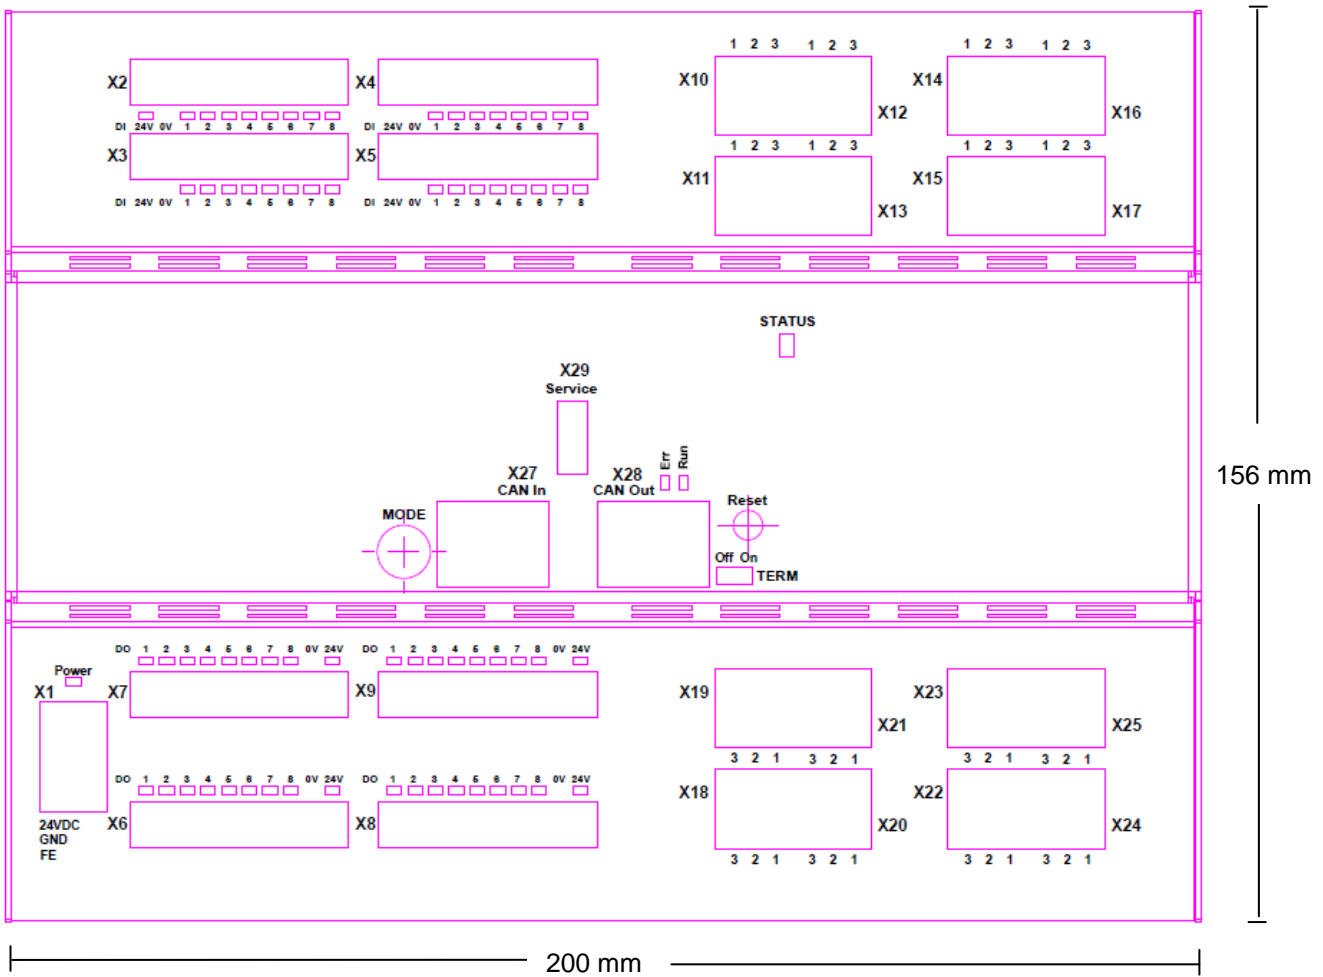 1 2 3 1 2 3 1 2 3 1 2 3
X2 X4 X10 X14
X12 X16
DI 24V 0V 1 2 3 4 5 6 7 8 DI 24V 0V 1 2 3 4 5 6 7 8
1 2 3 1 2 3 1 2 3 1 2 3
X3 X5 X11 X15
DI 24V 0V 1 2 3 4 5 6 7 8 DI 24V 0V 1 2 3 4 5 6 7 8
X13 X17
STATUS
X29
Service
Err Run
X27 X28
CAN In CAN Out
Reset
MODE
Off On
TERM
156 mm
DO 1 2 3 4 5 6 7 8 0V 24V DO 1 2 3 4 5 6 7 8 0V 24V
Power
X1 X7 X9 X19 X23
X21 X25
3 2 1 3 2 1 3 2 1 3 2 1
DO 1 2 3 4 5 6 7 8 0V 24V DO 1 2 3 4 5 6 7 8 0V 24V
X18 X22
24VDC X6 X8 X20 X24
GND
FE
3 2 1 3 2 1 3 2 1 3 2 1
200 mm